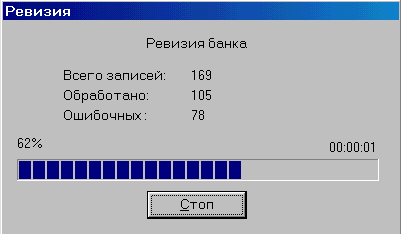 Ревизия
Ревизия банка
Всего записей: 169
Обработано: 105
Ошибочных: 78
62% 00:00:01
Стоп